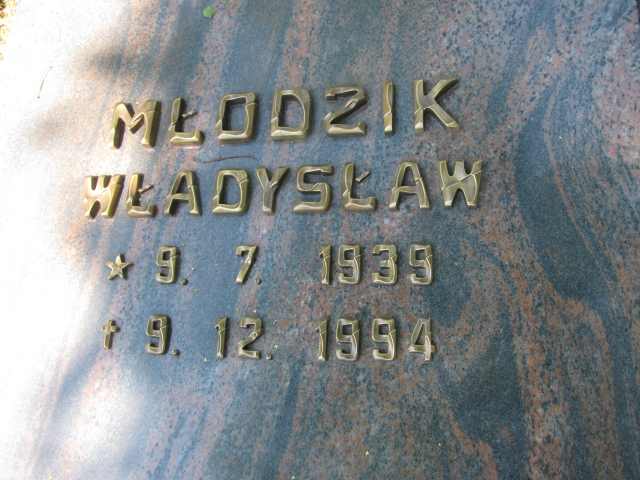 MŁODZIK
WŁADYSŁAW
★ 9. 7. 1939
✝ 9. 12. 1994